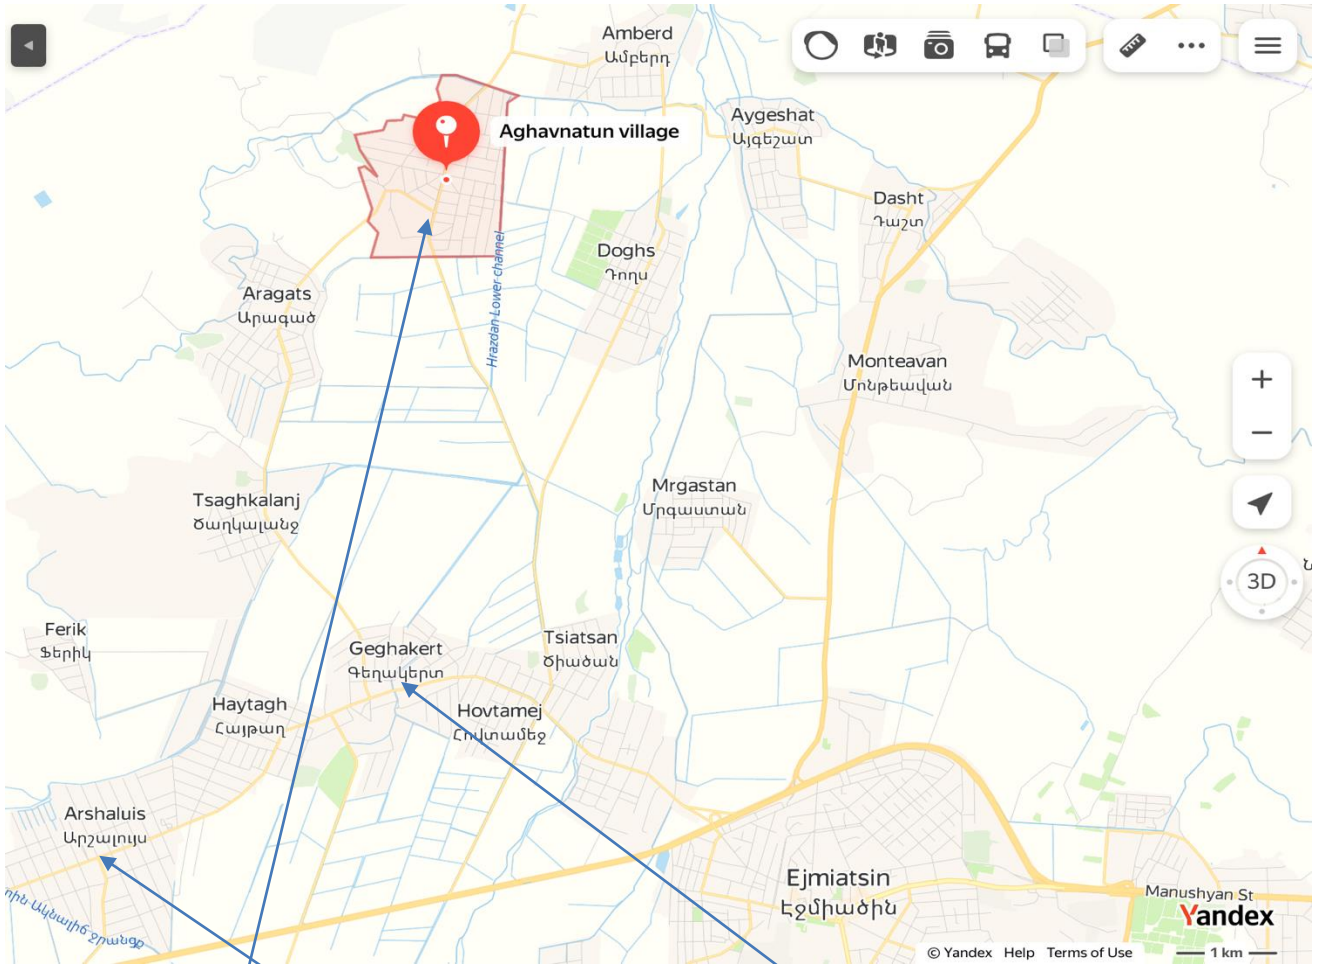 Amberd
Ամբերդ
Aghavnatun village
Aygeshat
Այգեշատ
Dasht
Դաշտ
Doghs
Դողս
Hrazdan Lower channel
Aragats
Արագած
Monteavan
Մոնթեավան
Mrgastan
Մրգաստան
Tsaghkalanj
Ծաղկալանջ
3D
Ferik
Ֆերիկ
Geghakert
Գեղակերտ
Tsiatsan
Ծիածան
Haytagh
Հայթաղ
Hovtamej
Հովտամեջ
Arshaluis
Արշալույս
Ակնալիճ ջրանցք
Ejmiatsin
Էջմիածին
Manushyan St
Yandex
© Yandex Help Terms of Use
1 km